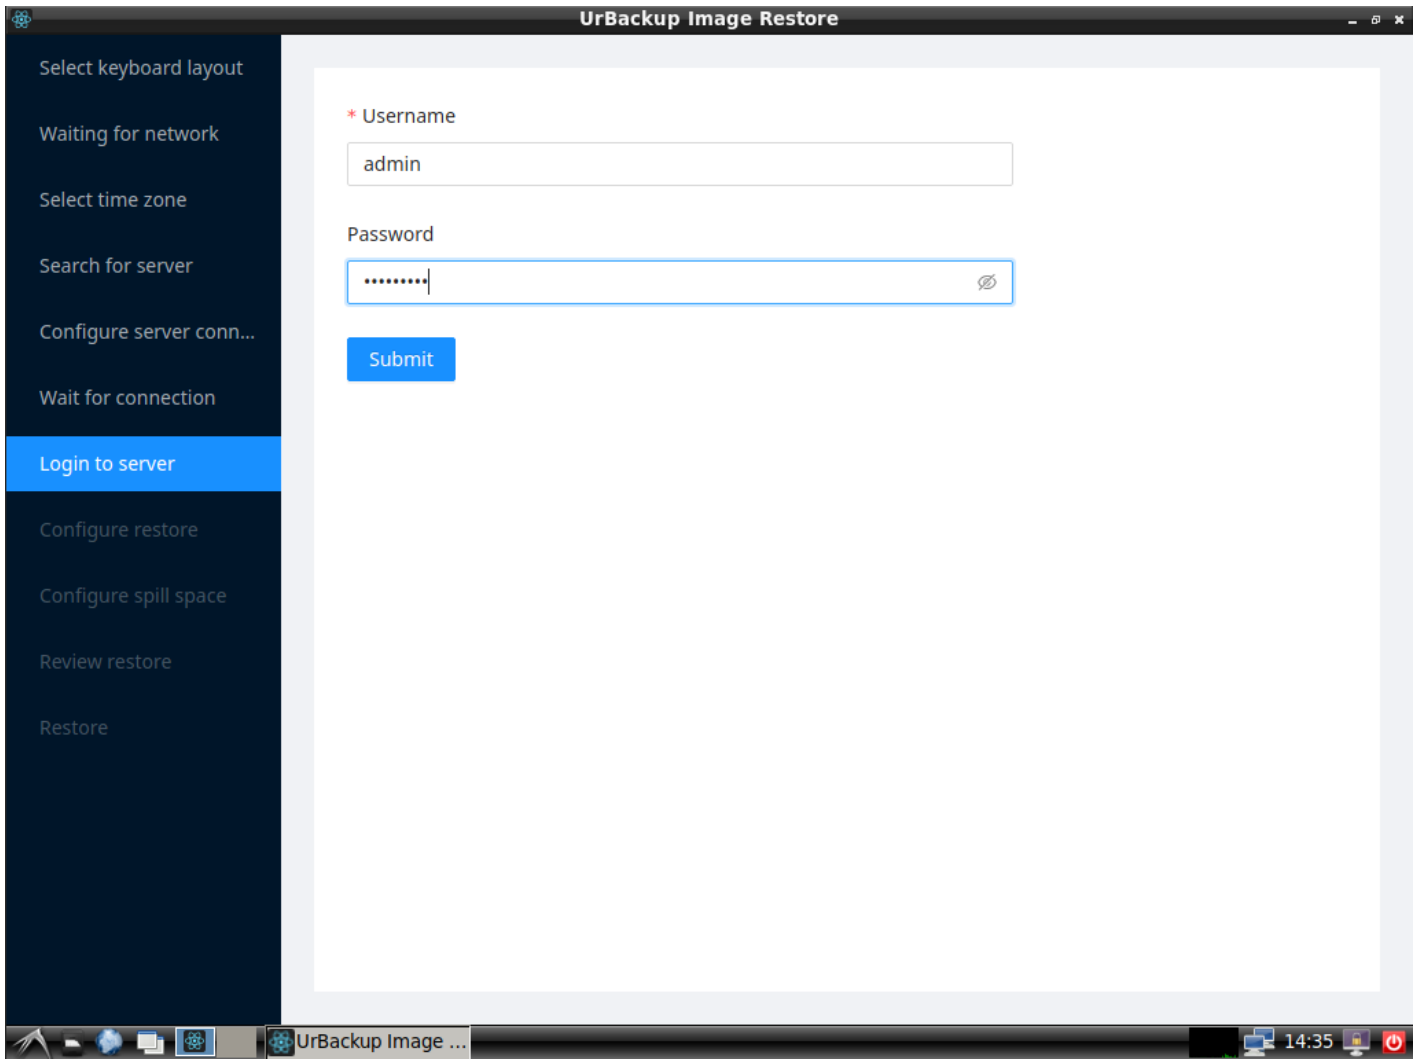 UrBackup Image Restore
Select keyboard layout
Waiting for network
Select time zone
Search for server
Configure server conn...
Wait for connection
Login to server
Configure restore
Configure spill space
Review restore
Restore
* Username
admin
Password
•••••••••
Submit
UrBackup Image ...
14:35